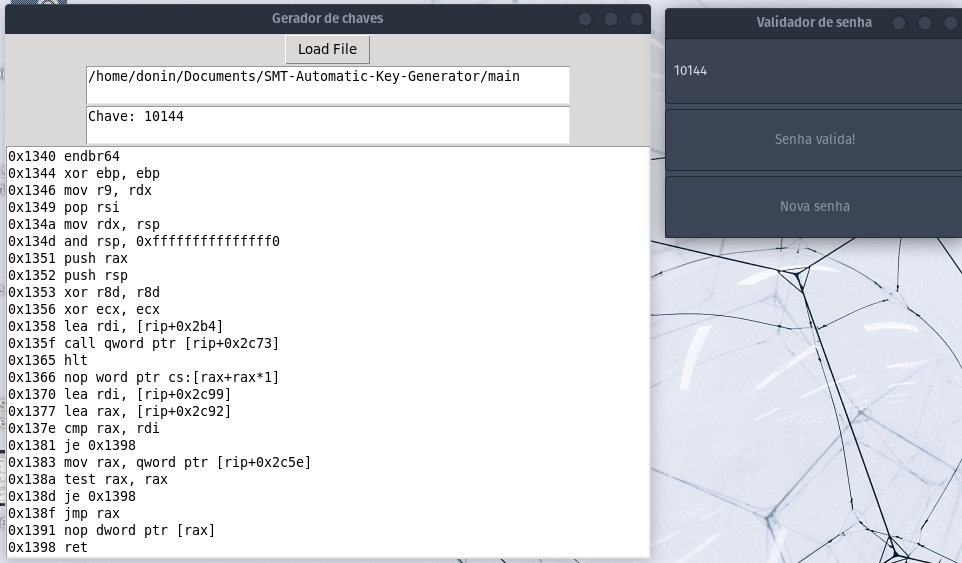 Gerador de chaves
Load File
/home/donin/Documents/SMT-Automatic-Key-Generator/main
Chave: 10144
0x1340 endbr64
0x1344 xor ebp, ebp
0x1346 mov r9, rdx
0x1349 pop rsi
0x134a mov rdx, rsp
0x134d and rsp, 0xfffffffffffffff0
0x1351 push rax
0x1352 push rsp
0x1353 xor r8d, r8d
0x1356 xor ecx, ecx
0x1358 lea rdi, [rip+0x2b4]
0x135f call qword ptr [rip+0x2c73]
0x1365 hlt
0x1366 nop word ptr cs:[rax+rax*1]
0x1370 lea rdi, [rip+0x2c99]
0x1377 lea rax, [rip+0x2c92]
0x137e cmp rax, rdi
0x1381 je 0x1398
0x1383 mov rax, qword ptr [rip+0x2c5e]
0x138a test rax, rax
0x138d je 0x1398
0x138f jmp rax
0x1391 nop dword ptr [rax]
0x1398 ret
Validador de senha
10144
Senha valida!
Nova senha